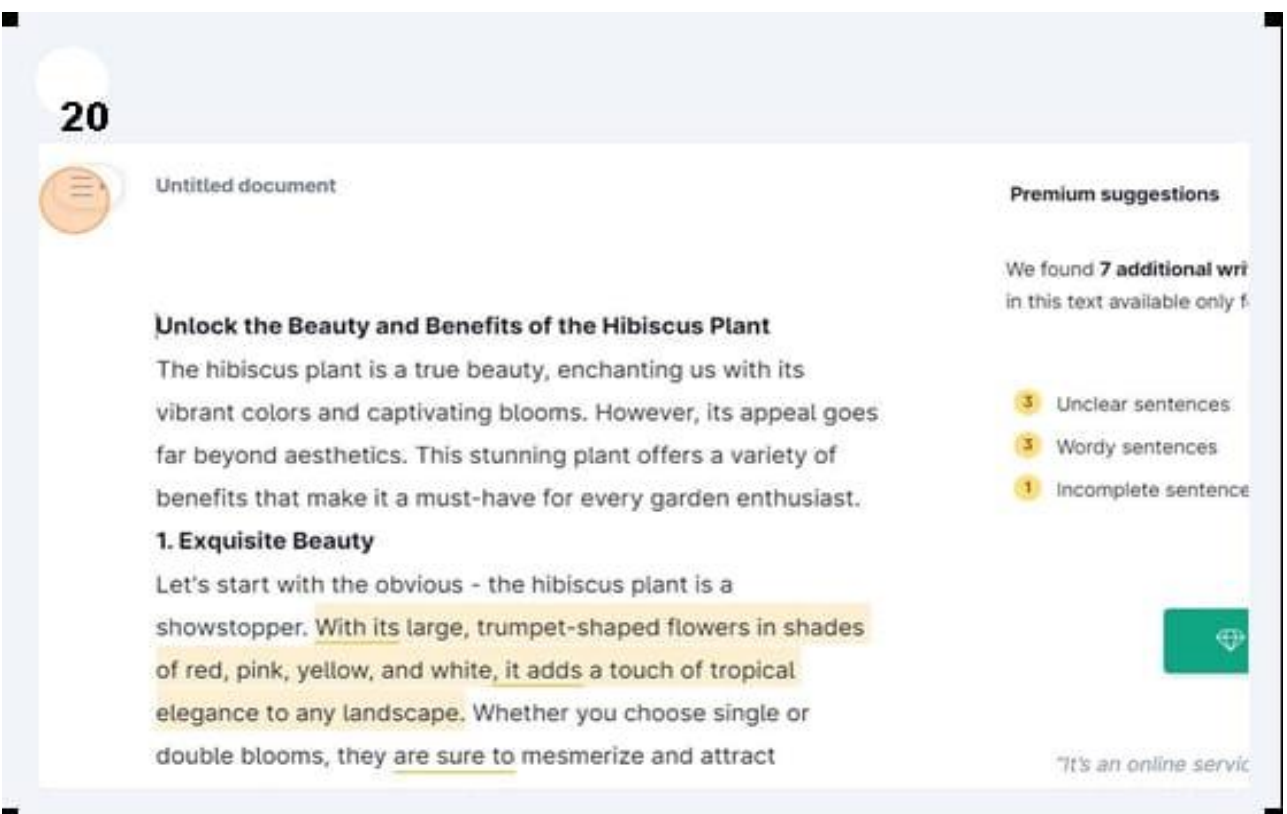 20
Untitled document
Unlock the Beauty and Benefits of the Hibiscus Plant
The hibiscus plant is a true beauty, enchanting us with its
vibrant colors and captivating blooms. However, its appeal goes
far beyond aesthetics. This stunning plant offers a variety of
benefits that make it a must-have for every garden enthusiast.
1. Exquisite Beauty
Let's start with the obvious - the hibiscus plant is a
showstopper. With its large, trumpet-shaped flowers in shades
of red, pink, yellow, and white, it adds a touch of tropical
elegance to any landscape. Whether you choose single or
double blooms, they are sure to mesmerize and attract
Premium suggestions
We found 7 additional wri
in this text available only f
3 Unclear sentences
3 Wordy sentences
1 Incomplete sentence
"It's an online servic